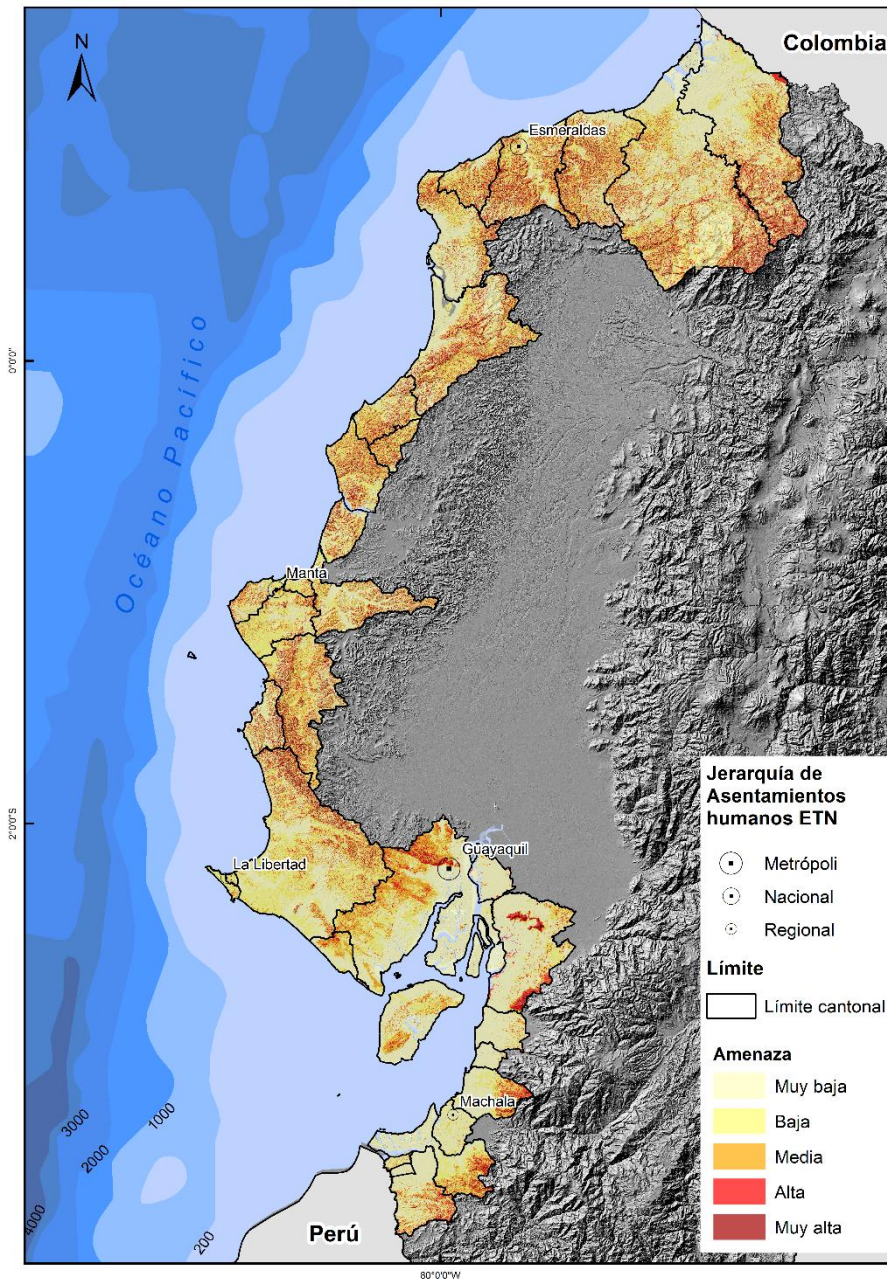 N
Colombia
Esmeraldas
0°0'0"
Océano Pacífico
Manta
2°0'S
La Libertad
Guayaquil
Machala
Perú
3000
2000
1000
4000
200
80°0'0"W
Jerarquía de
Asentamientos
humanos ETN
Metrópoli
Nacional
Regional
Límite
Límite cantonal
Amenaza
Muy baja
Baja
Media
Alta
Muy alta